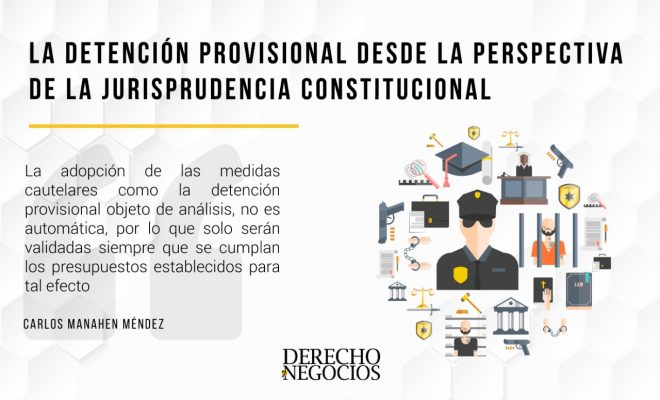 LA DETENCIÓN PROVISIONAL DESDE LA PERSPECTIVA
DE LA JURISPRUDENCIA CONSTITUCIONAL
La adopción de las medidas
cautelares como la detención
provisional objeto de análisis, no es
automática, por lo que solo serán
validadas siempre que se cumplan
los presupuestos establecidos para
tal efecto
CARLOS MANAHEN MÉNDEZ
LAW
DERECHO
NEGOCIOS